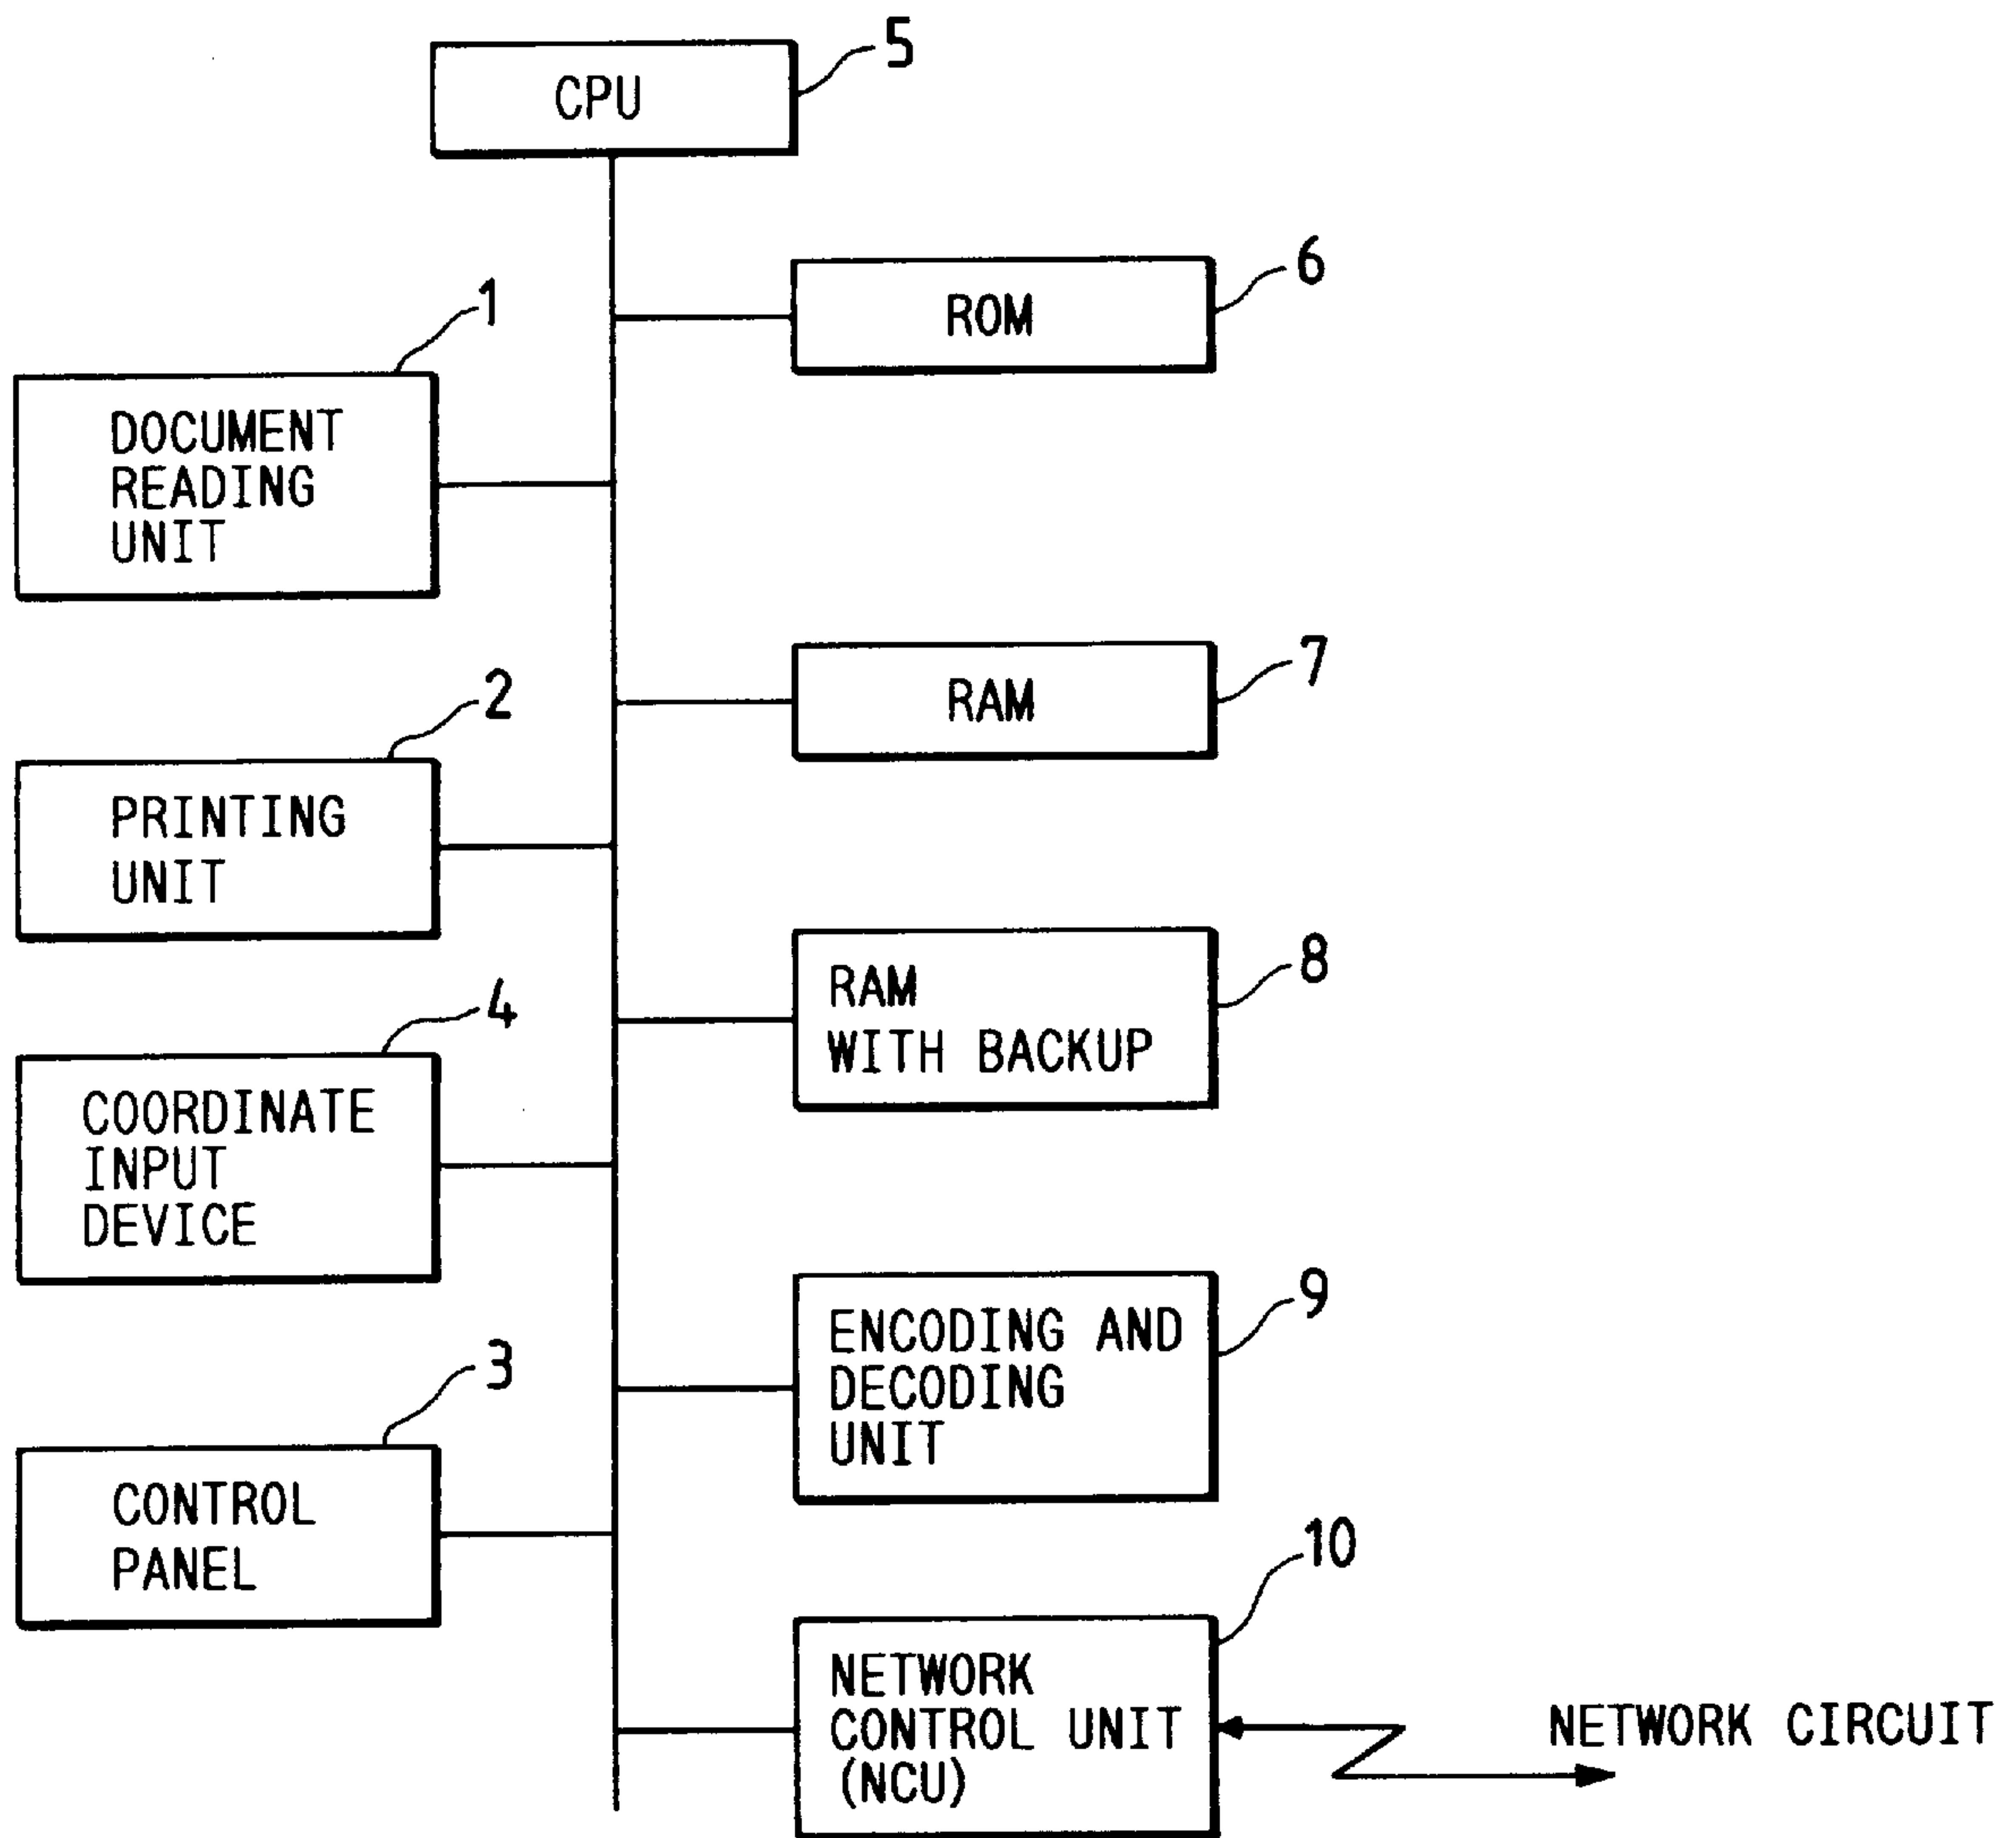 5
CPU
6
ROM
1
DOCUMENT
READING
UNIT
7
RAM
2
PRINTING
UNIT
8
RAM
WITH BACKUP
4
COORDINATE
INPUT
DEVICE
9
ENCODING AND
DECODING
UNIT
3
CONTROL
PANEL
10
NETWORK
CONTROL UNIT
(NCU)
NETWORK CIRCUIT